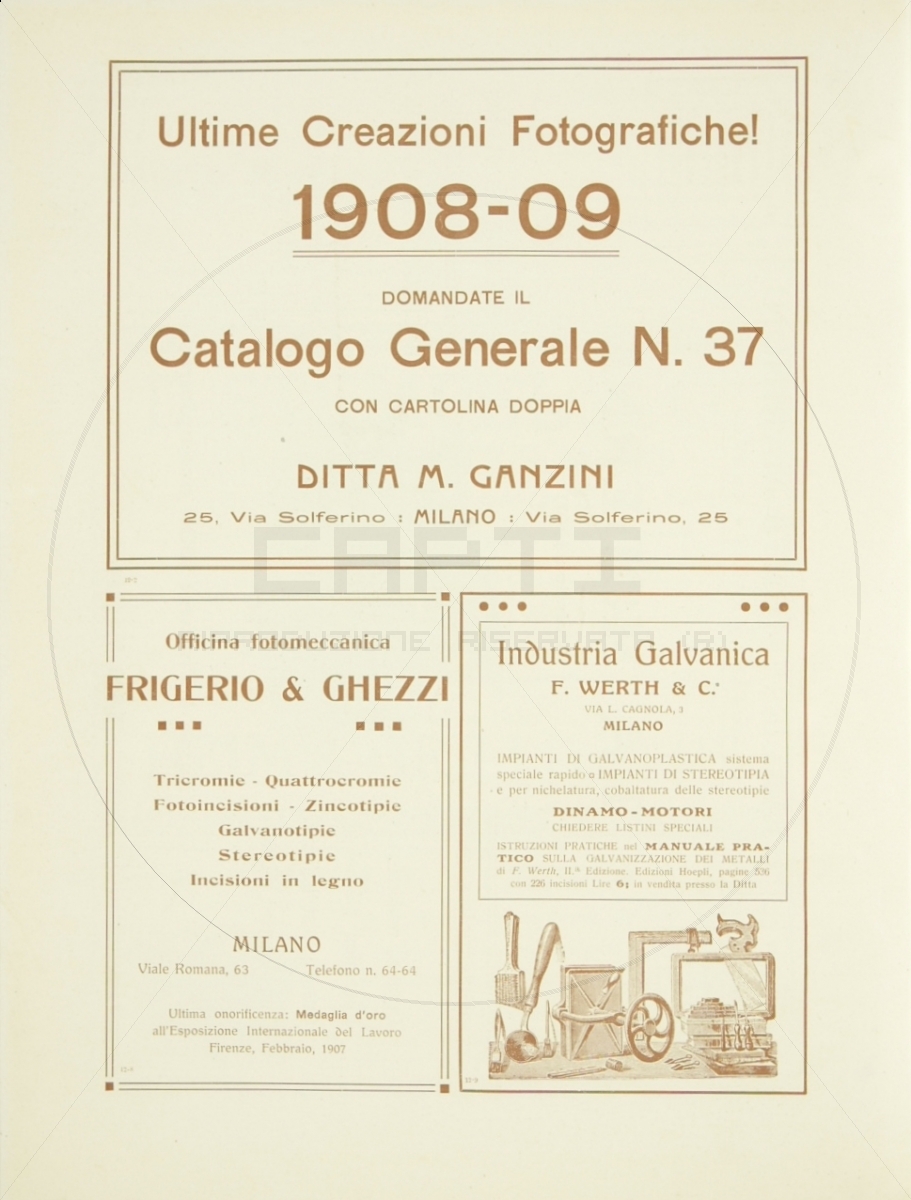 Ultime Creazioni Fotografiche!
1908-09
DOMANDATE IL
Catalogo Generale N. 37
CON CARTOLINA DOPPIA
DITTA M. GANZINI
25, Via Solferino : MILANO : Via Solferino, 25
CAPTI
RIPRODUZIONE RISERVATA (R)
Officina fotomeccanica
FRIGERIO & GHEZZI
Tricromie - Quattrocromie
Fotoincisioni - Zincotipie
Galvanotipie
Stereotipie
Incisioni in legno
MILANO
Viale Romana, 63 Telefono n. 64-64
Ultima onorificenza: Medaglia d'oro
all'Esposizione Internazionale del Lavoro
Firenze, Febbraio, 1907
Industria Galvanica
F. WERTH & C.
VIA L. CAGNOLA, 3
MILANO
IMPIANTI DI GALVANOPLASTICA sistema
speciale rapido IMPIANTI DI STEREOTIPIA
e per nichelatura, cobaltatura delle stereotipie
DINAMO-MOTORI
CHIEDERE LISTINI SPECIALI
ISTRUZIONI PRATICHE nel MANUALE PRA-
TICO SULLA GALVANIZZAZIONE DEI METALLI
di F. Werth, II.ª Edizione. Edizioni Hoepli, pagine 536
con 226 incisioni Lire 6; in vendita presso la Ditta